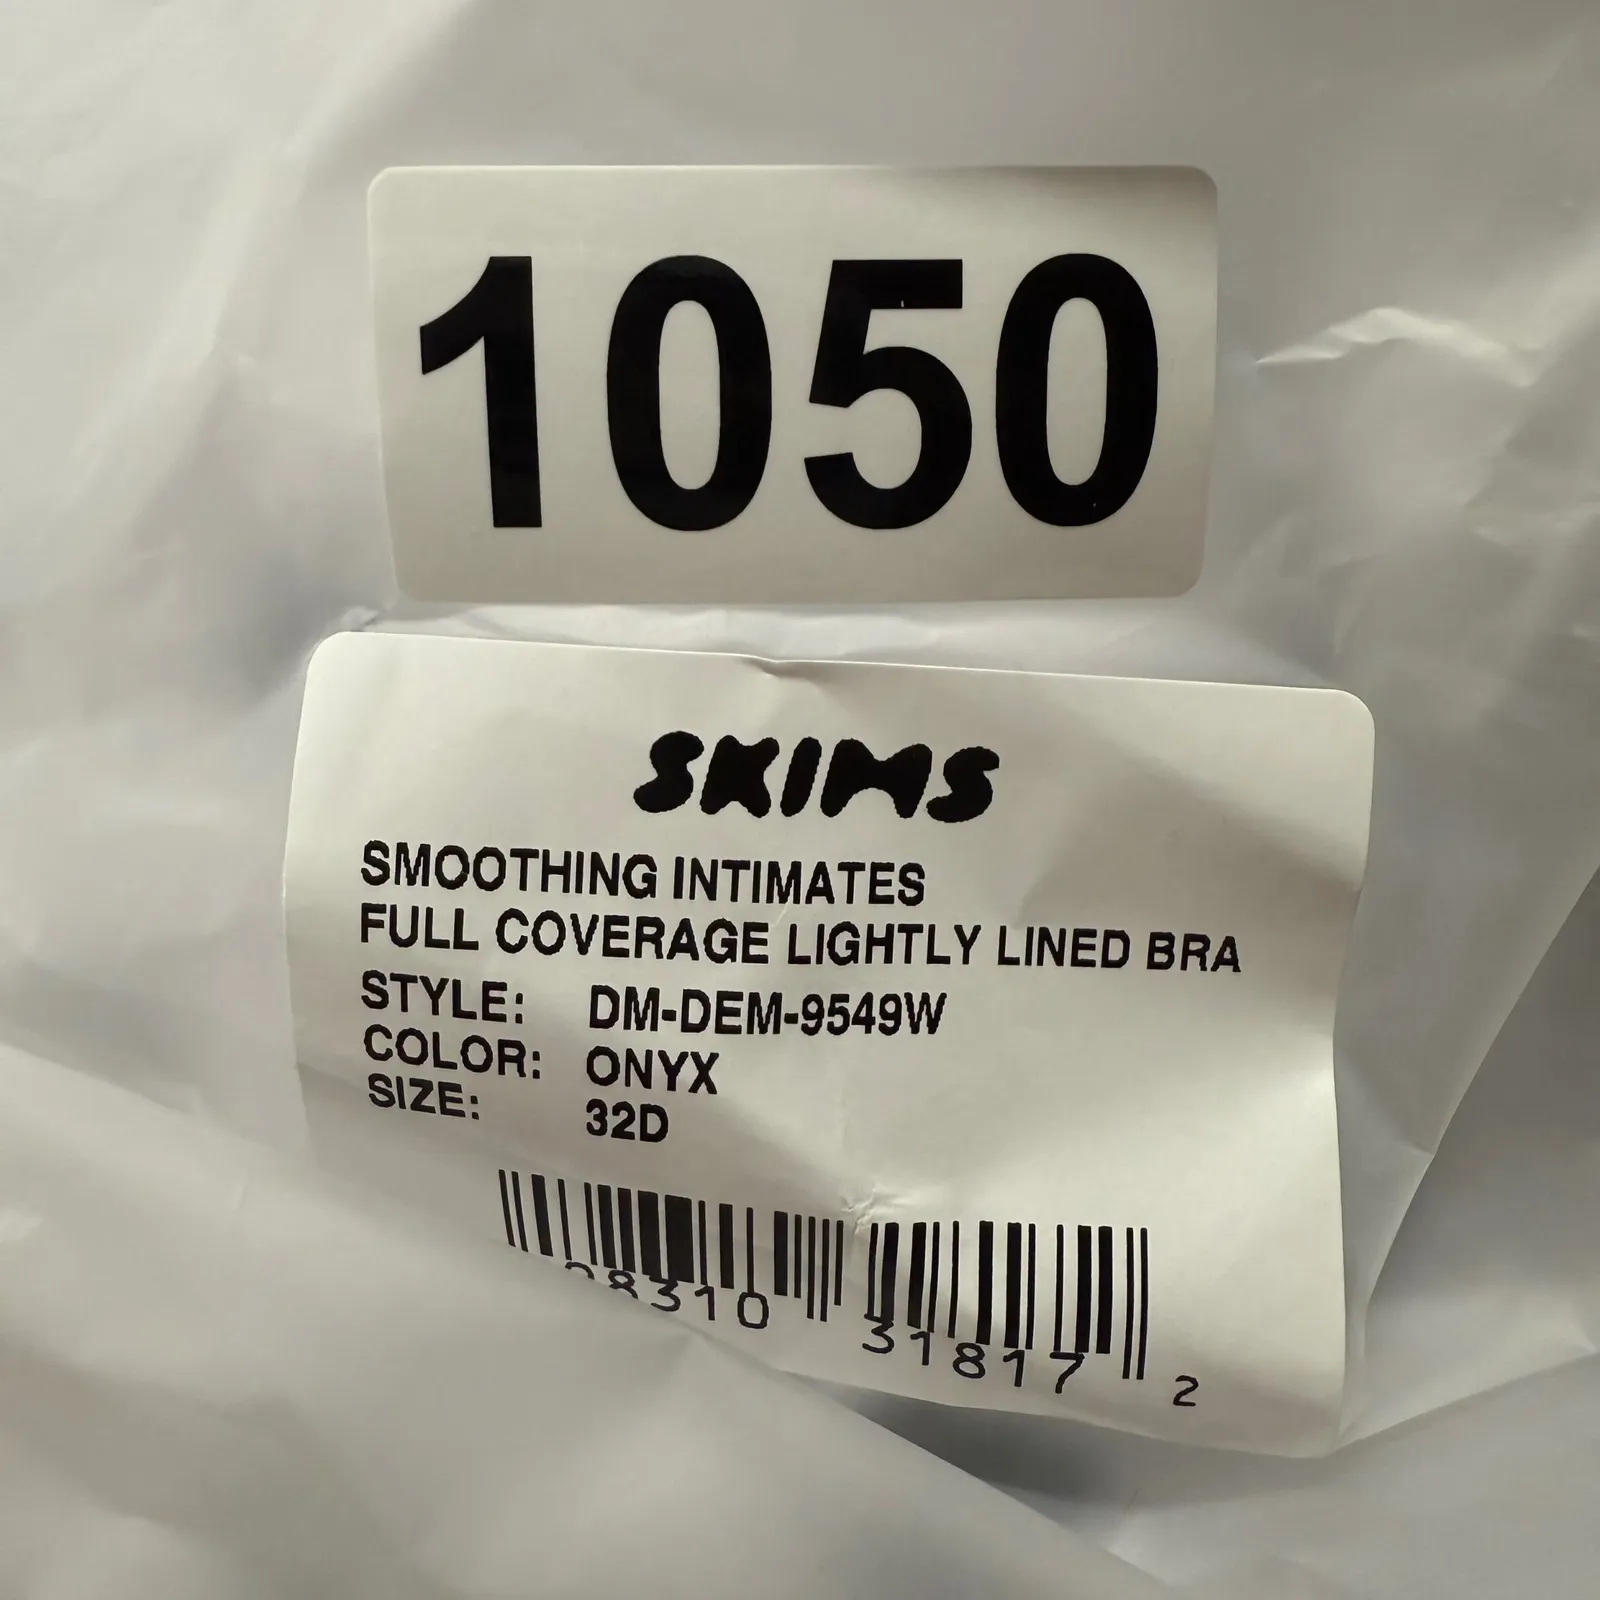 1050
SKIMS
SMOOTHING INTIMATES
FULL COVERAGE LIGHTLY LINED BRA
STYLE: DM-DEM-9549W
COLOR: ONYX
SIZE: 32D
31817 2